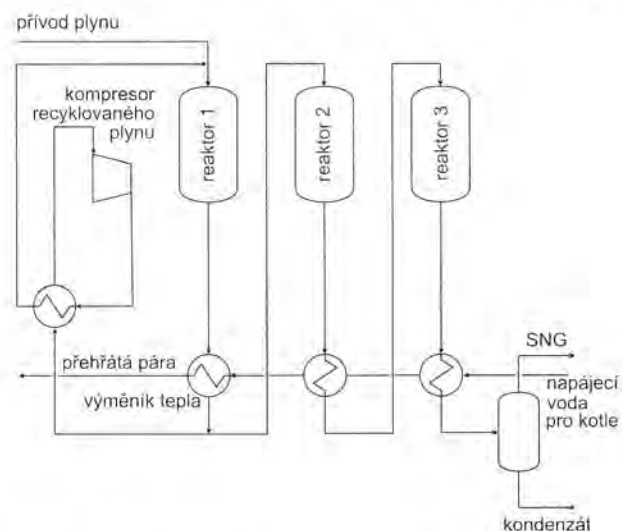 přívod plynu
kompresor
recyklovaného
plynu
reaktor 1
reaktor 2
reaktor 3
přehřátá pára
výměník tepla
SNG
napájecí
voda
pro kotle
kondenzát